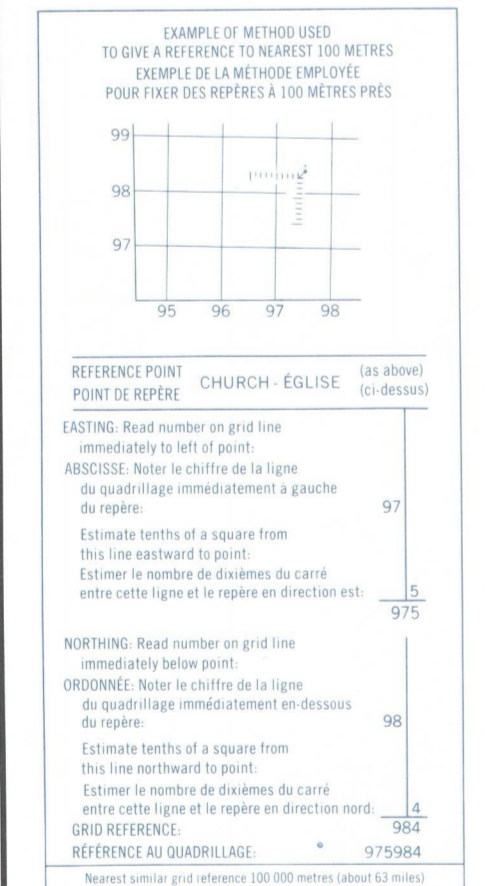 EXAMPLE OF METHOD USED
TO GIVE A REFERENCE TO NEAREST 100 METRES
EXEMPLE DE LA MÉTHODE EMPLOYÉE
POUR FIXER DES REPÈRES À 100 MÈTRES PRÈS
99
98
97
95 96 97 98
REFERENCE POINT
POINT DE REPÈRE
CHURCH - ÉGLISE
(as above)
(ci-dessus)
EASTING: Read number on grid line
immediately to left of point:
ABSCISSE: Noter le chiffre de la ligne
du quadrillage immédiatement à gauche
du repère: 97
Estimate tenths of a square from
this line eastward to point:
Estimer le nombre de dixièmes du carré
entre cette ligne et le repère en direction est: 5
975
NORTHING: Read number on grid line
immediately below point:
ORDONNÉE: Noter le chiffre de la ligne
du quadrillage immédiatement en-dessous
du repère: 98
Estimate tenths of a square from
this line northward to point:
Estimer le nombre de dixièmes du carré
entre cette ligne et le repère en direction nord: 4
GRID REFERENCE: 984
RÉFÉRENCE AU QUADRILLAGE: 975984
Nearest similar grid reference 100 000 metres (about 63 miles)